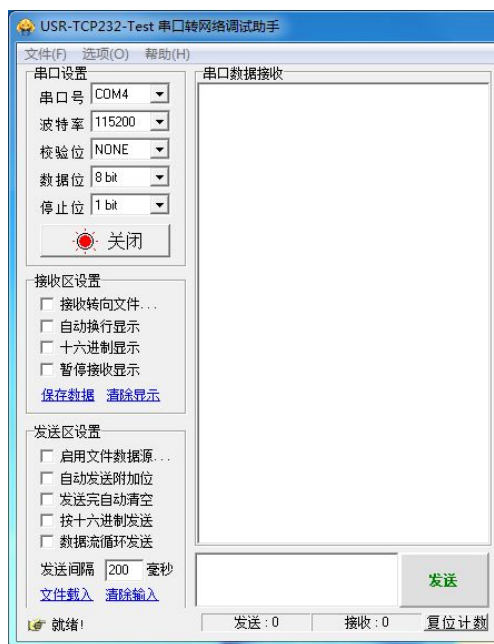 USR-TCP232-Test 串口转网络调试助手
文件(F) 选项(O) 帮助(H)
串口设置
串口号 COM4
波特率 115200
校验位 NONE
数据位 8 bit
停止位 1 bit
关闭
接收区设置
接收转向文件...
自动换行显示
十六进制显示
暂停接收显示
保存数据 清除显示
发送区设置
启用文件数据源...
自动发送附加位
发送完自动清空
按十六进制发送
数据流循环发送
发送间隔 200 毫秒
文件载入 清除输入
串口数据接收
发送
就绪!
发送 : 0
接收 : 0
复位计数